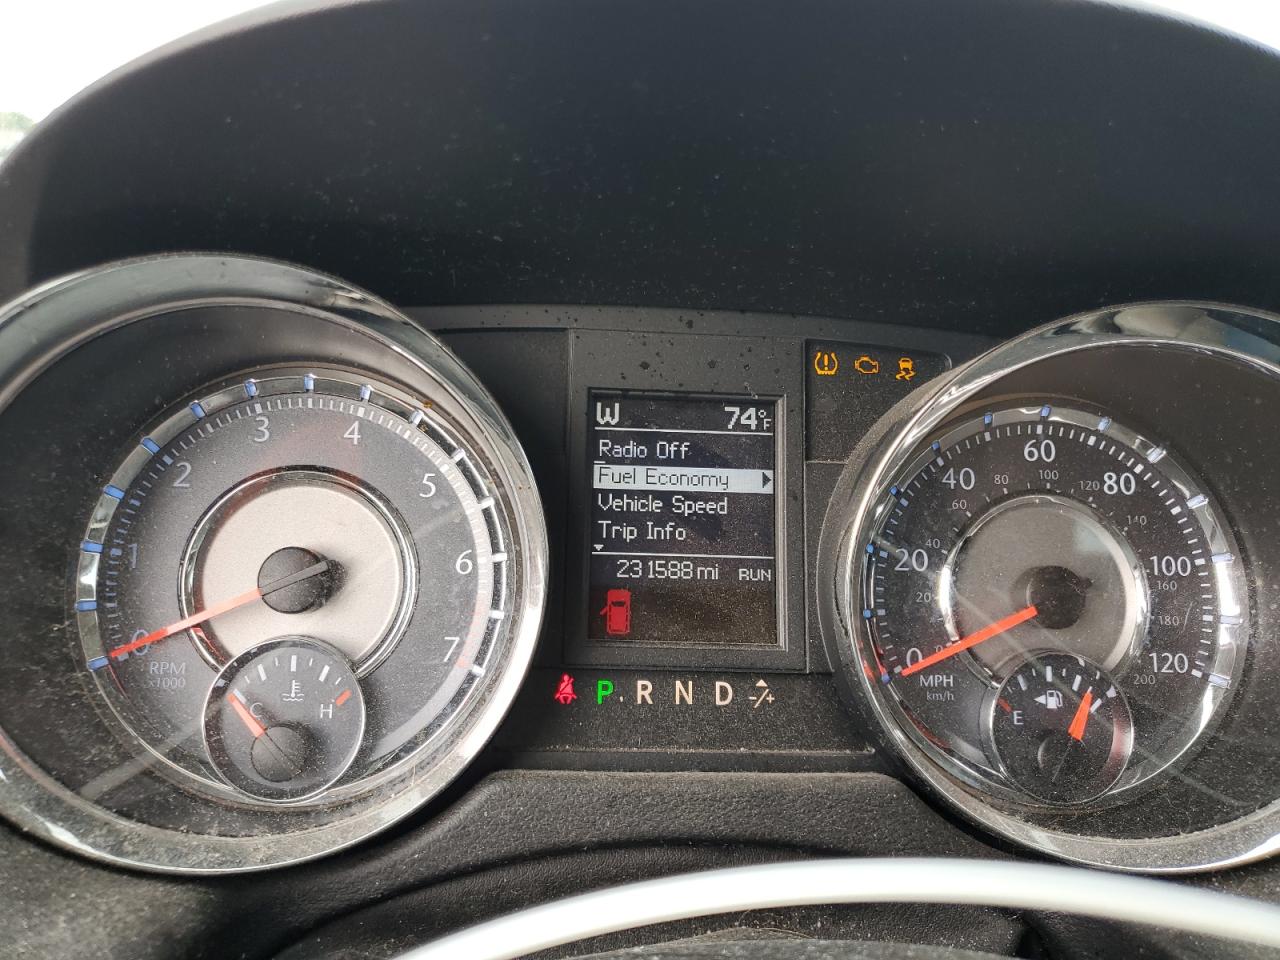 W 74°F
Radio Off
Fuel Economy
Vehicle Speed
Trip Info
231588 mi RUN
P R N D -/+
0 1 2 3 4 5 6 7
RPM
x1000
C H
0 20 40 60 80 100 120
20 40 60 80 100 120 140 160 180 200
MPH
km/h
E